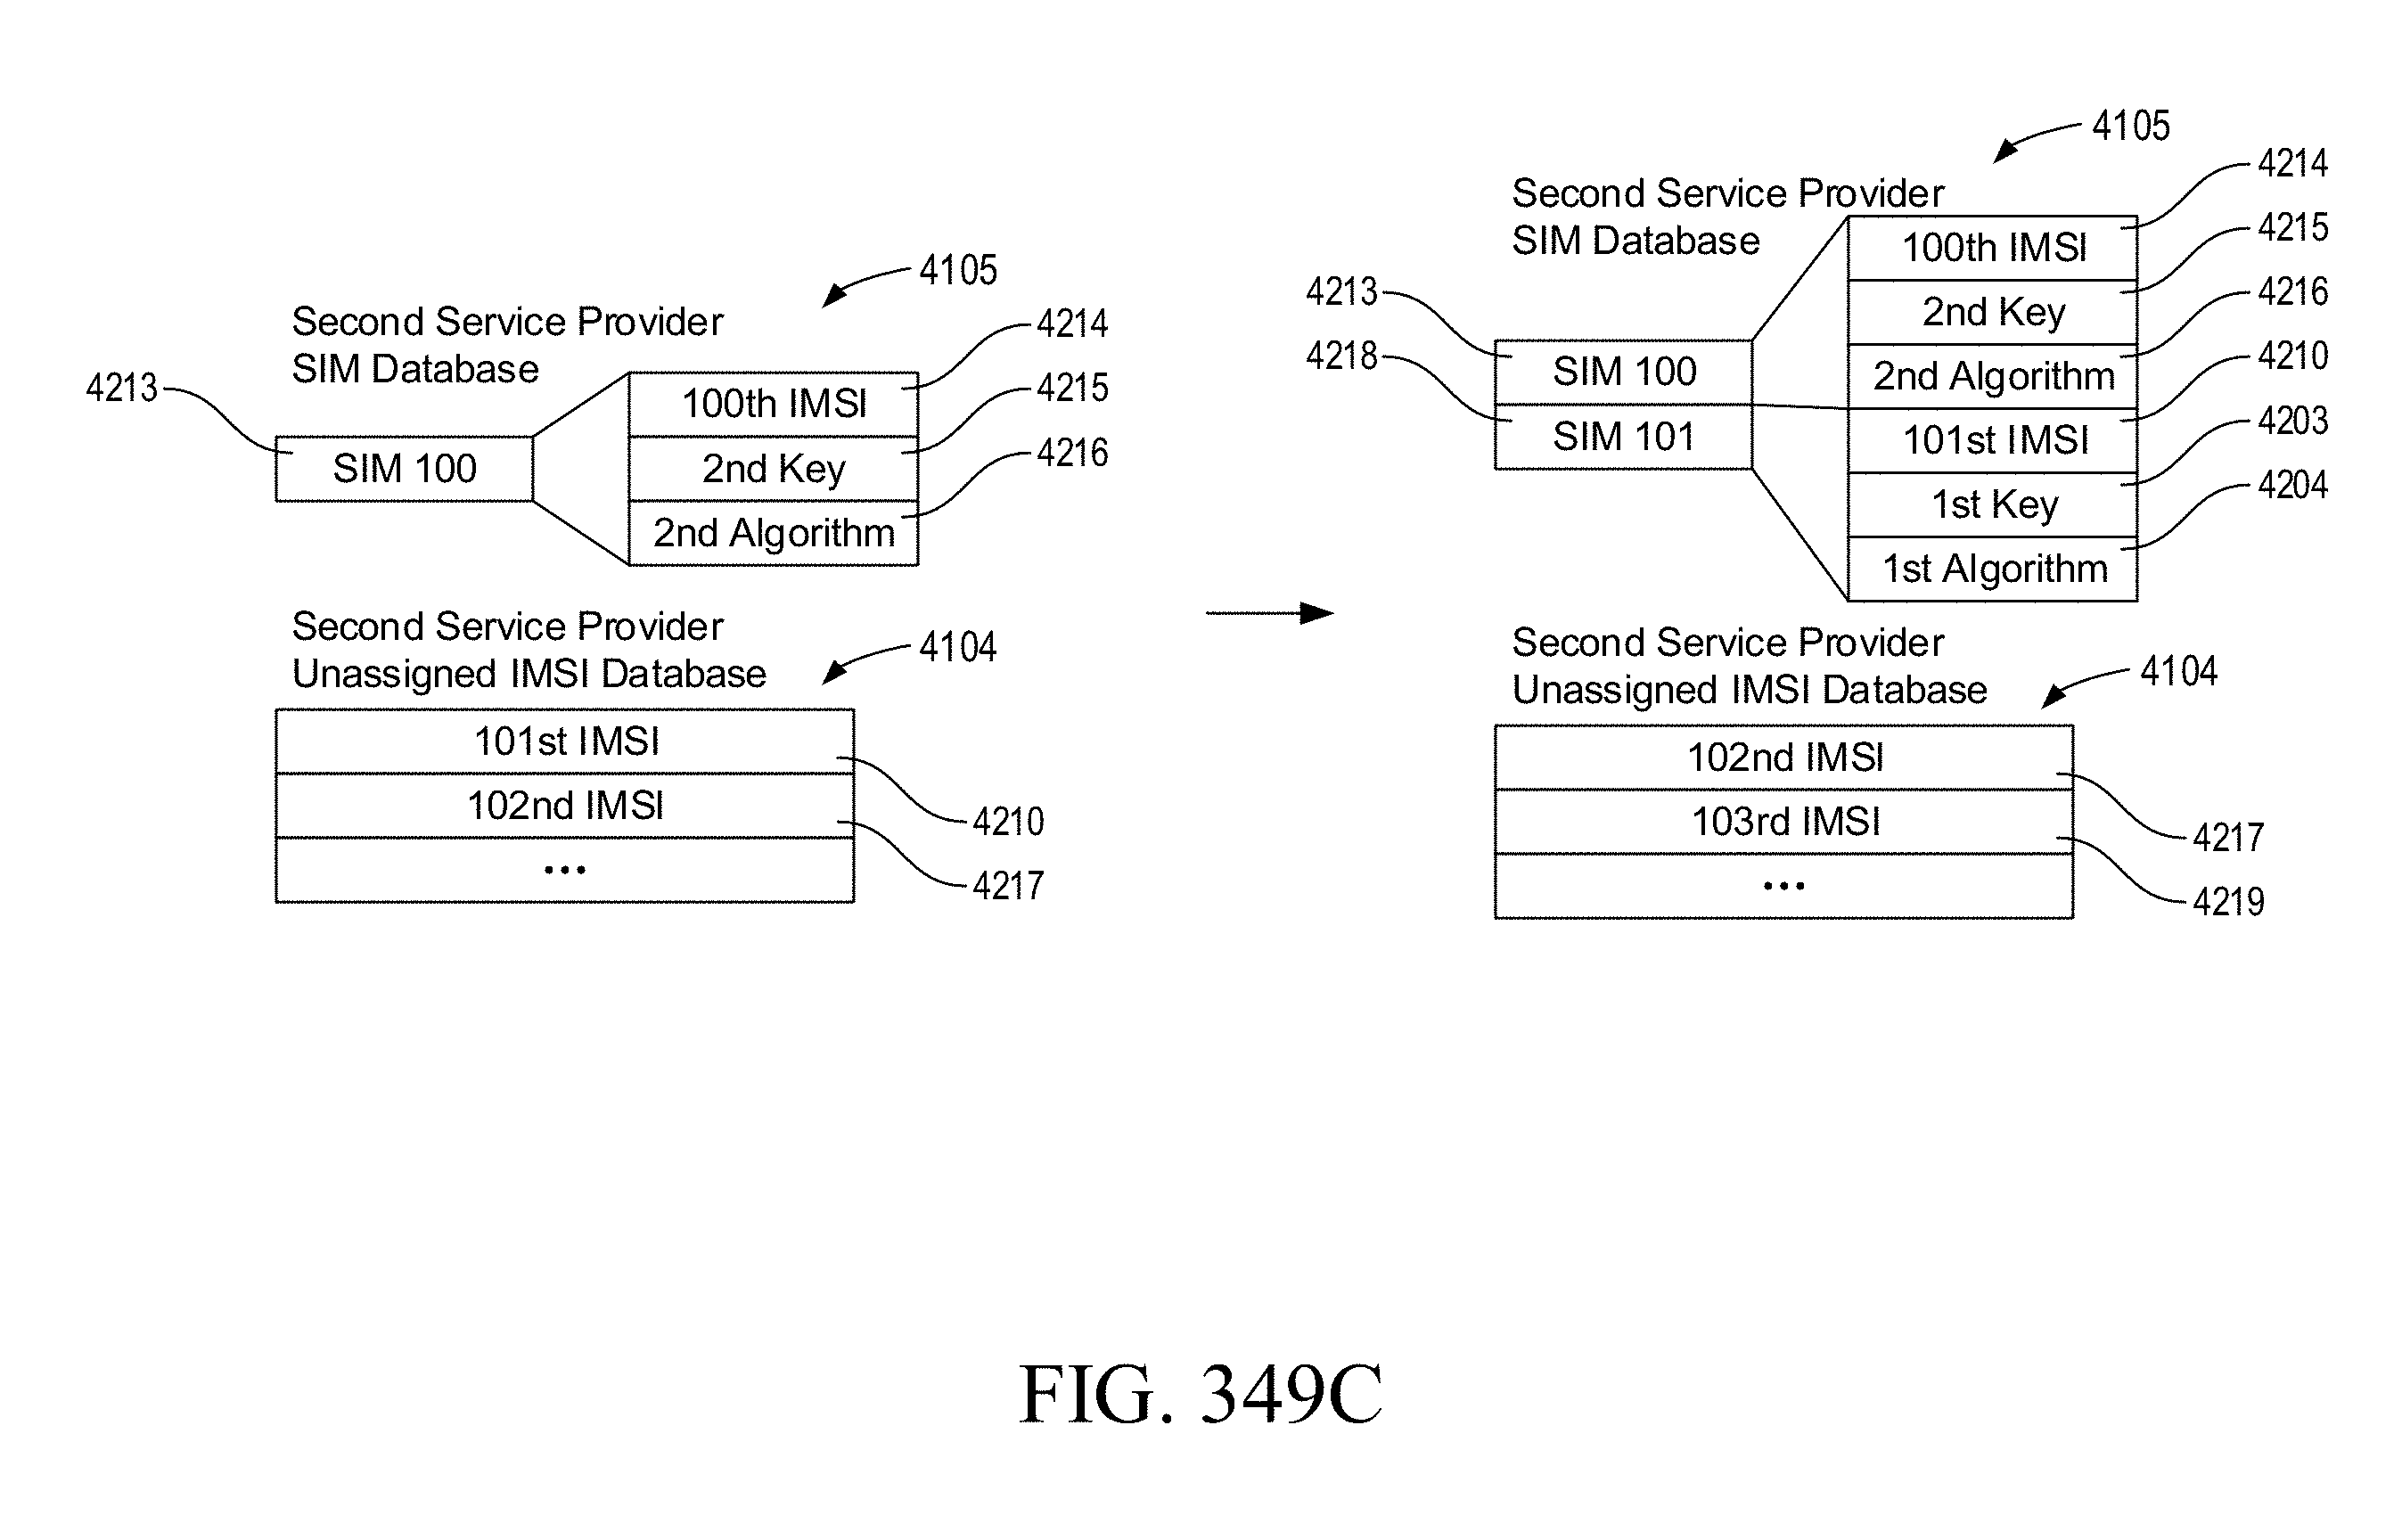 4105
Second Service Provider
SIM Database
4213
SIM 100
100th IMSI
4214
2nd Key
4215
2nd Algorithm
4216
Second Service Provider
Unassigned IMSI Database
4104
101st IMSI
4210
102nd IMSI
4217
...
4105
Second Service Provider
SIM Database
4213
SIM 100
4218
SIM 101
100th IMSI
4214
2nd Key
4215
2nd Algorithm
4216
101st IMSI
4210
1st Key
4203
1st Algorithm
4204
Second Service Provider
Unassigned IMSI Database
4104
102nd IMSI
4217
103rd IMSI
4219
...
FIG. 349C